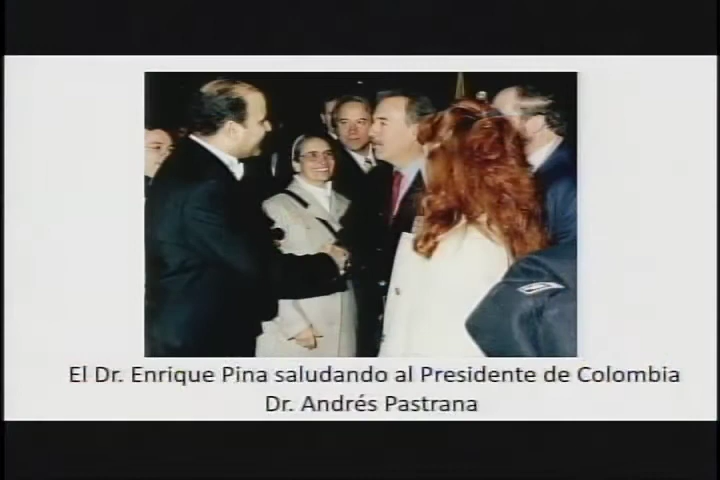 El Dr. Enrique Pina saludando al Presidente de Colombia
Dr. Andrés Pastrana